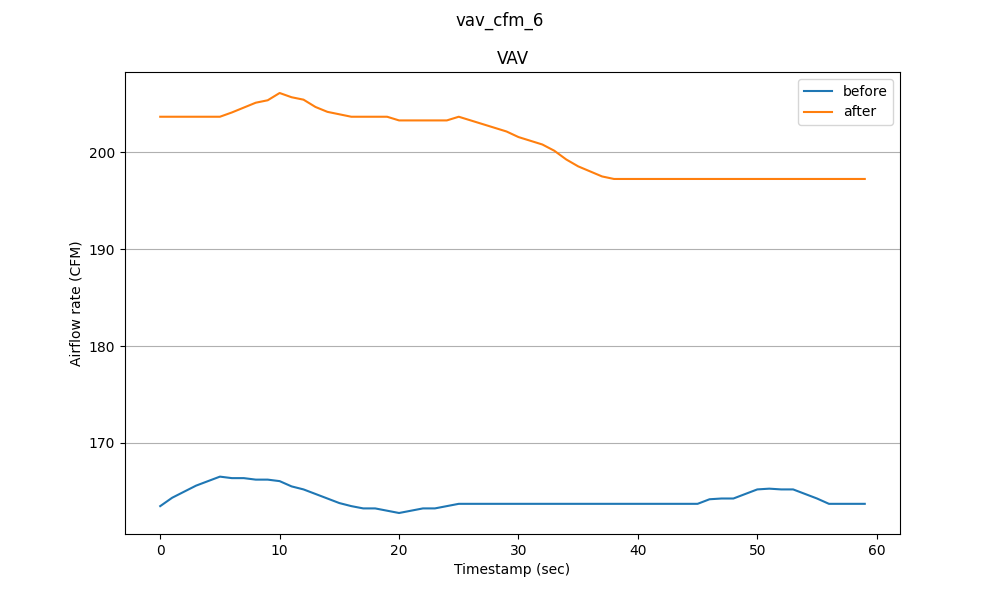 vav_cfm_6
VAV
before
after
200
190
180
170
Airflow rate (CFM)
0 10 20 30 40 50 60
Timestamp (sec)